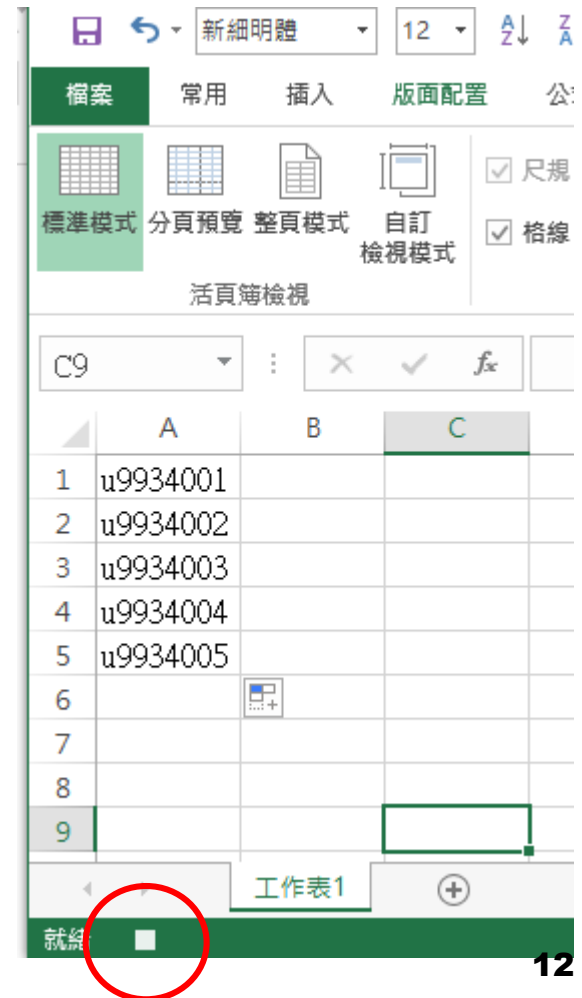 新細明體 12 A Z Z A
檔案 常用 插入 版面配置
標準模式 分頁預覽 整頁模式 自訂 檢視模式
尺規
格線
活頁簿檢視
C9 fx
A B C
1 u9934001
2 u9934002
3 u9934003
4 u9934004
5 u9934005
6
7
8
9
工作表1
就緒
12